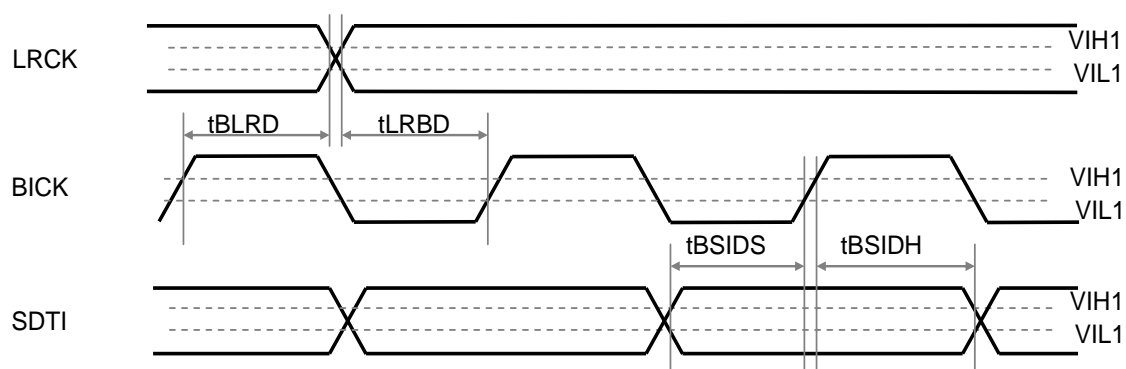 LRCK
VIH1
VIL1
tBLRD
tLRBD
BICK
VIH1
VIL1
tBSIDS
tBSIDH
SDTI
VIH1
VIL1